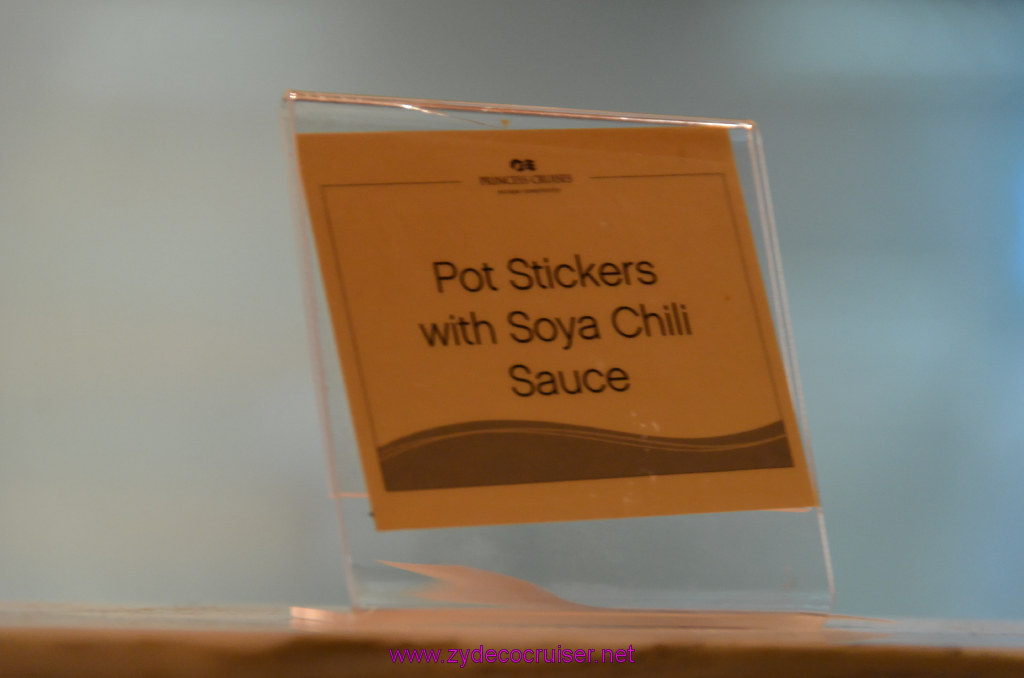 PRINCESS CRUISES
Pot Stickers
with Soya Chili
Sauce
www.zydecocruiser.net